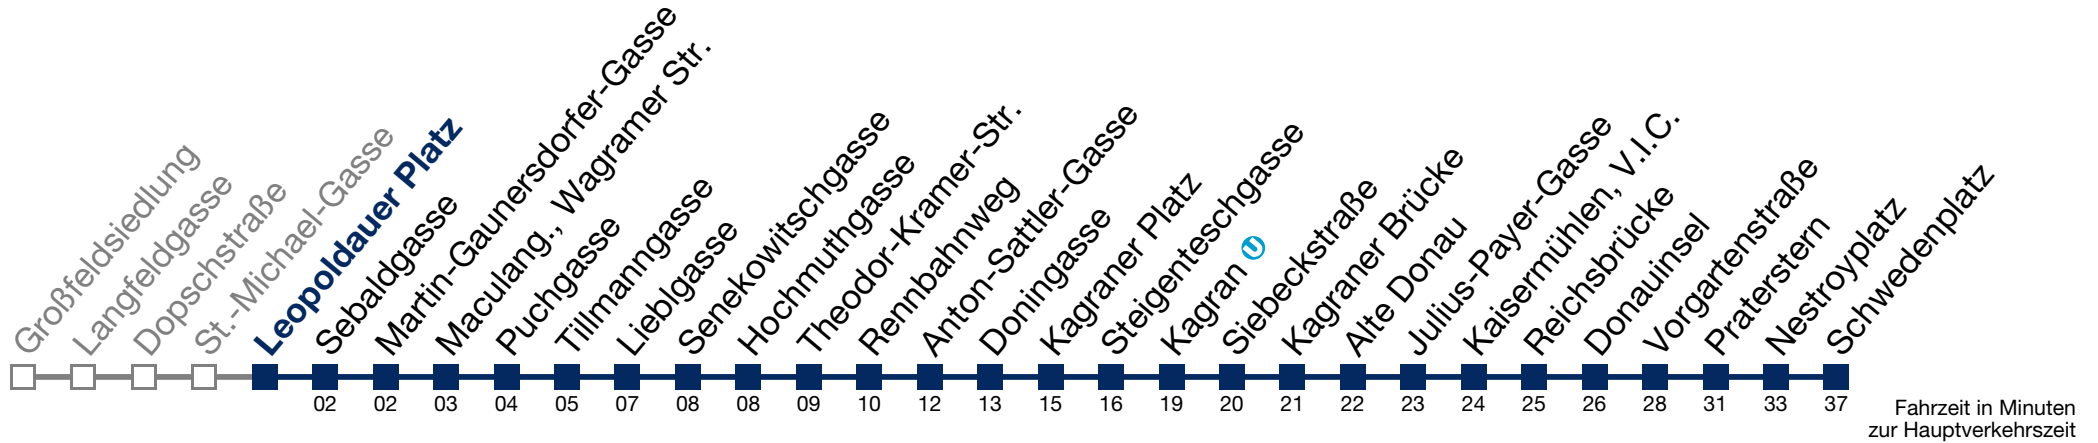 Großfeldsiedlung
Langfeldgasse
Dopschstraße
St.-Michael-Gasse
Leopoldauer Platz
Sebaldgasse
Martin-Gaunersdorfer-Gasse
Maculang., Wagramer Str.
Puchgasse
Tillmanngasse
Lieblgasse
Senekowitschgasse
Hochmuthgasse
Theodor-Kramer-Str.
Rennbahnweg
Anton-Sattler-Gasse
Doningasse
Kagraner Platz
Steigenteschgasse
Kagran U
Siebeckstraße
Kagraner Brücke
Alte Donau
Julius-Payer-Gasse
Kaisermühlen, V.I.C.
Reichsbrücke
Donauinsel
Vorgartenstraße
Praterstern
Nestroyplatz
Schwedenplatz
02 02 03 04 05 07 08 08 09 10 12 13 15 16 19 20 21 22 23 24 25 26 28 31 33 37
Fahrzeit in Minuten
zur Hauptverkehrszeit